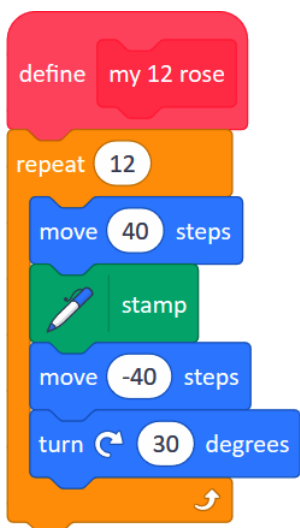 define my 12 rose
repeat 12
move 40 steps
stamp
move -40 steps
turn 30 degrees